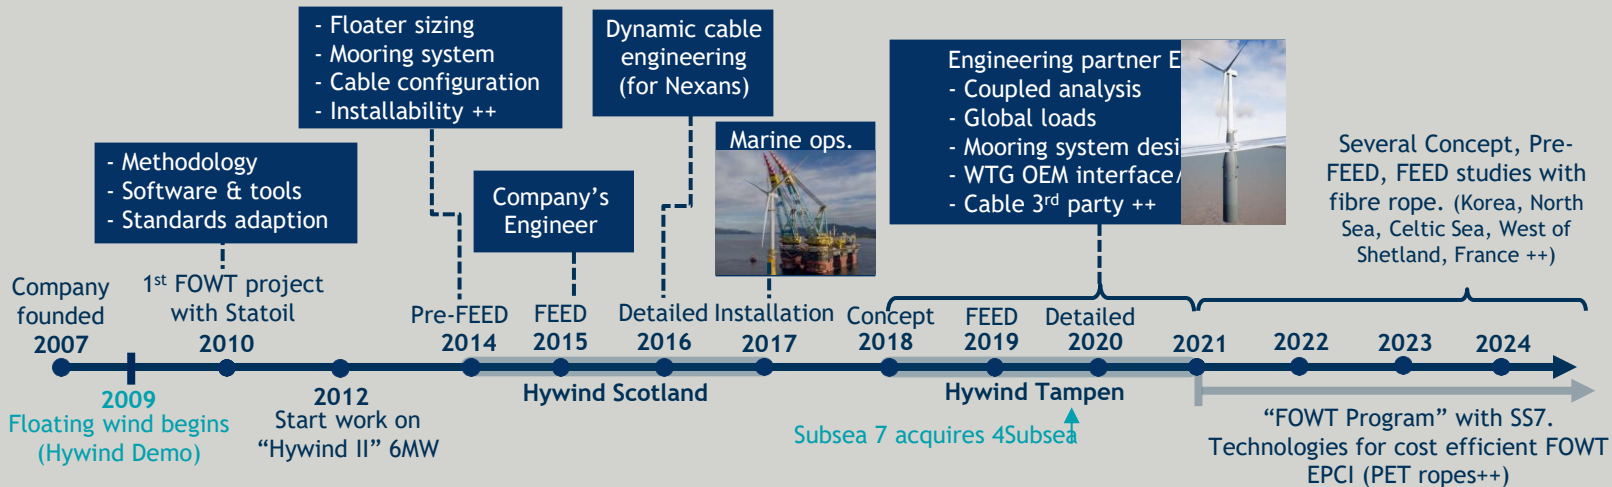 - Floater sizing
- Mooring system
- Cable configuration
- Installability ++
Dynamic cable
engineering
(for Nexans)
Engineering partner E
- Coupled analysis
- Global loads
- Mooring system desi
- WTG OEM interface/
- Cable 3rd party ++
- Methodology
- Software & tools
- Standards adaption
Company’s
Engineer
Marine ops.
Several Concept, Pre-
FEED, FEED studies with
fibre rope. (Korea, North
Sea, Celtic Sea, West of
Shetland, France ++)
Company
founded
2007
1st FOWT project
with Statoil
2010
Pre-FEED
2014
FEED
2015
Detailed
2016
Installation
2017
Concept
2018
FEED
2019
Detailed
2020
2021
2022
2023
2024
2009
Floating wind begins
(Hywind Demo)
2012
Start work on
“Hywind II” 6MW
Hywind Scotland
Hywind Tampen
Subsea 7 acquires 4Subsea
“FOWT Program” with SS7.
Technologies for cost efficient FOWT
EPCI (PET ropes++)